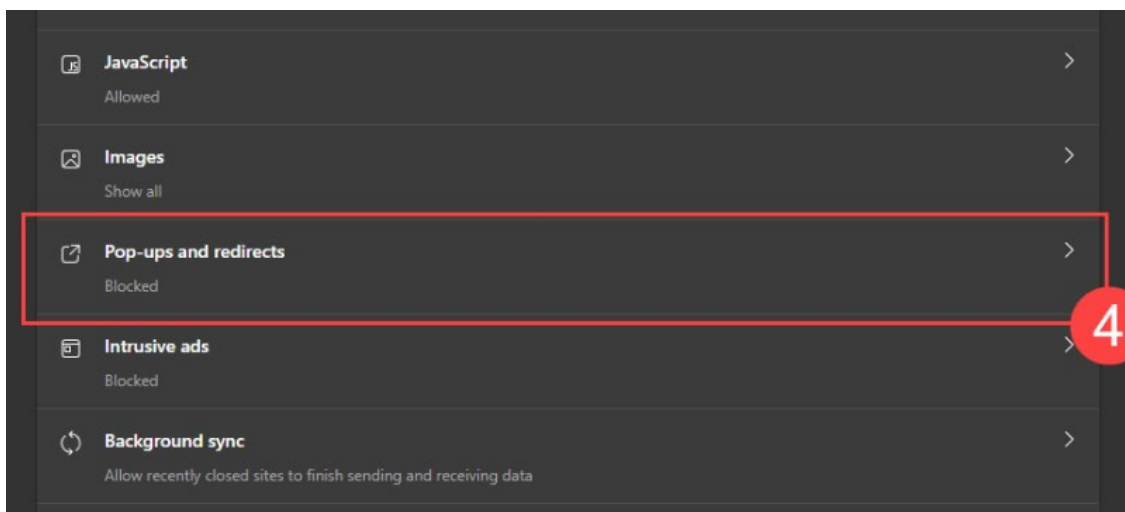 JavaScript
Allowed
Images
Show all
Pop-ups and redirects
Blocked
4
Intrusive ads
Blocked
Background sync
Allow recently closed sites to finish sending and receiving data